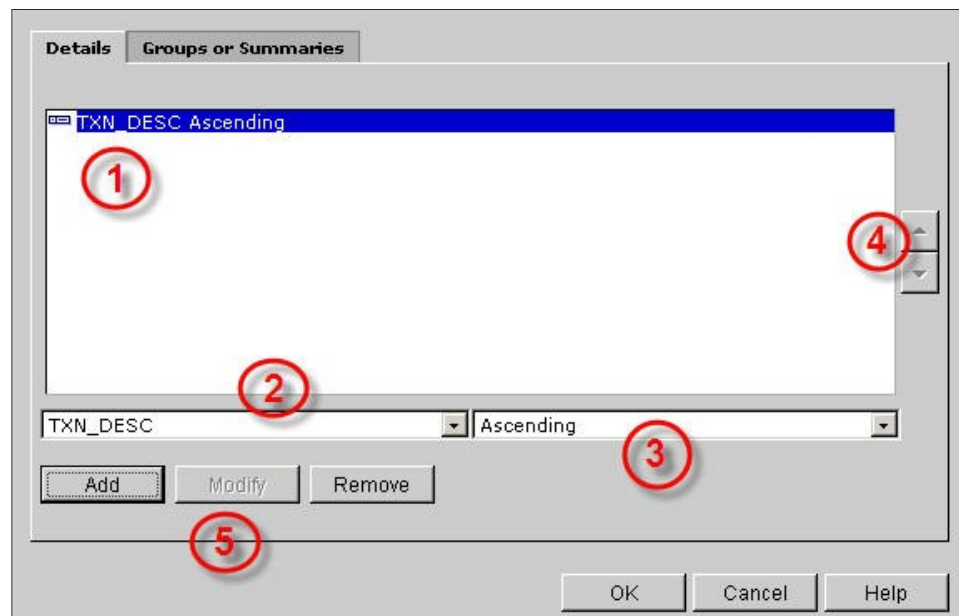 Details Groups or Summaries
TXN_DESC Ascending
1
4
2
TXN_DESC Ascending
3
Add Modify Remove
5
OK Cancel Help